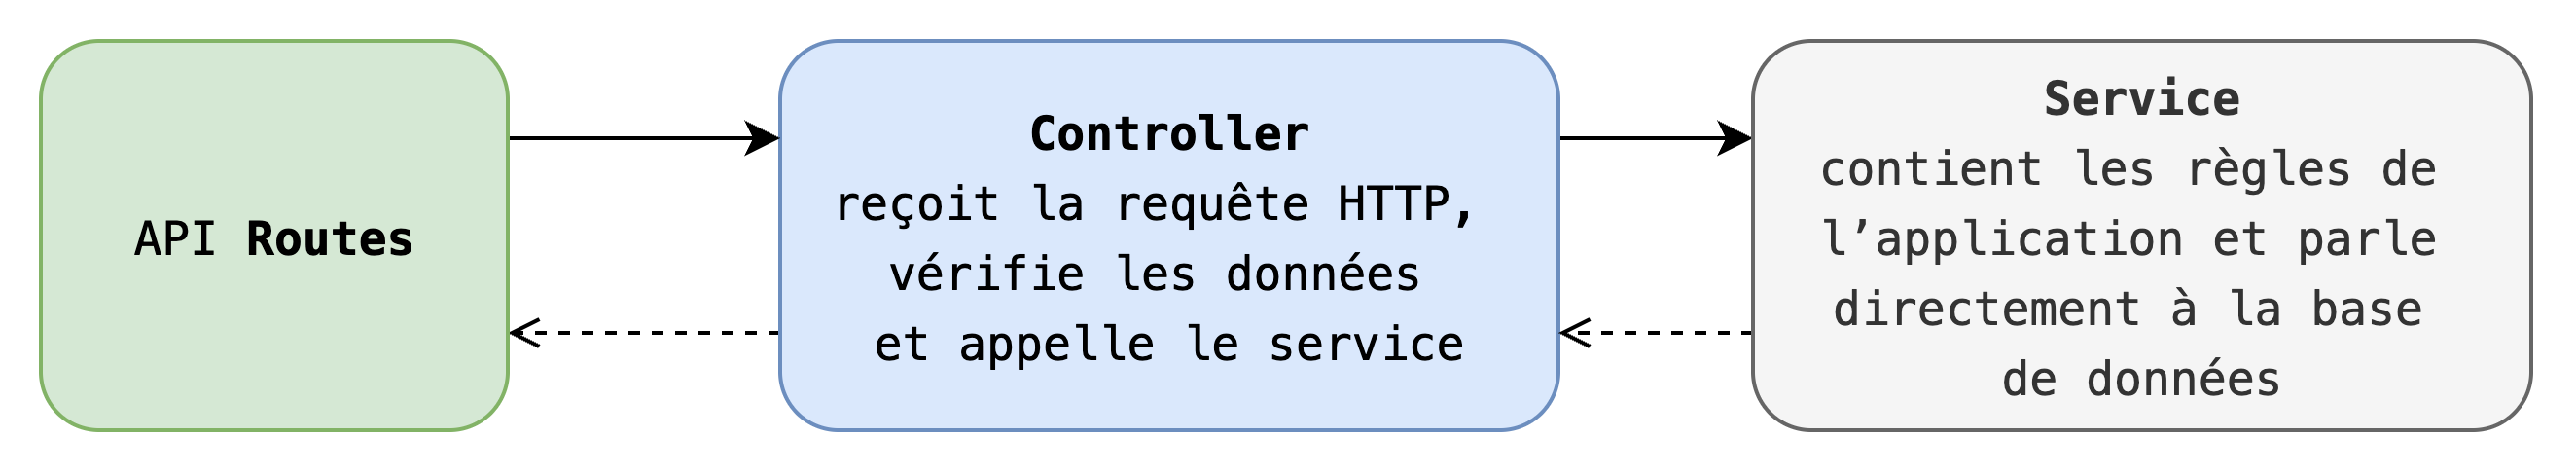 API Routes
Controller
reçoit la requête HTTP,
vérifie les données
et appelle le service
Service
contient les règles de
l’application et parle
directement à la base
de données